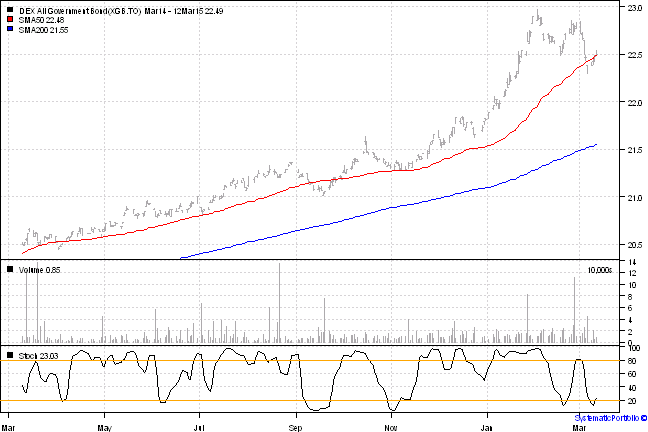 DEX All Government Bond(XGB.TO) Mar14 - 12Mar15 22.49
SMA50 22.48
SMA200 21.55
23.0
22.5
22.0
21.5
21.0
20.5
Volume 0.85
10,000s
14
12
10
8
6
4
2
0
Stoch 23.03
100
80
60
40
20
Mar
May
Jul
Sep
Nov
Jan
Mar
SystematicPortfolio ©